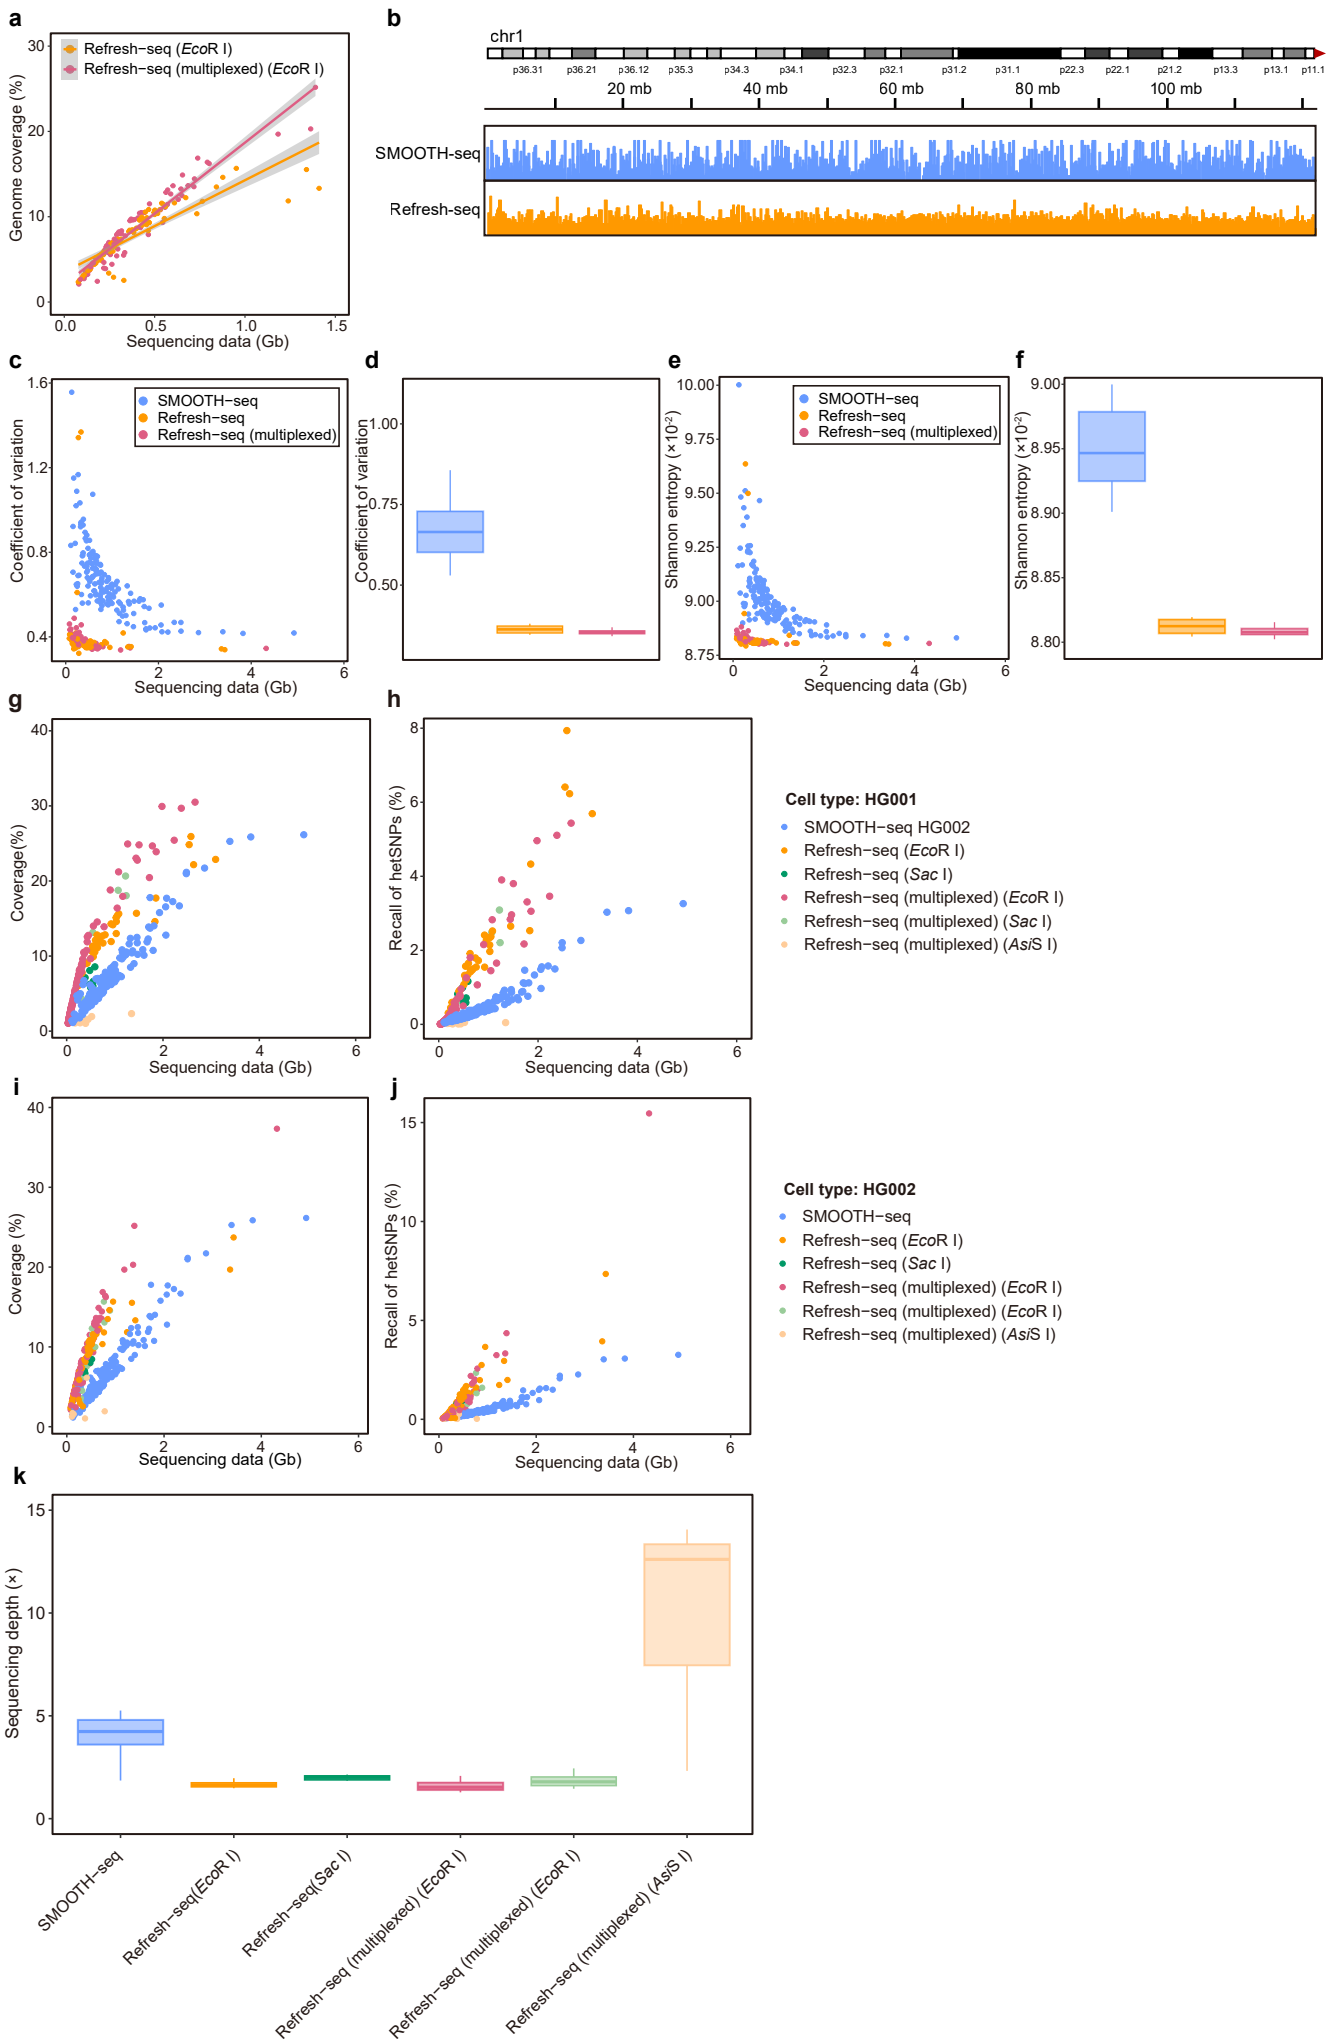 a
Genome coverage (%)
30
20
10
0
Refresh−seq (EcoR I)
Refresh−seq (multiplexed) (EcoR I)
0.0 0.5 1.0 1.5
Sequencing data (Gb)
b
chr1
p36.31 p36.21 p36.12 p35.3 p34.3 p34.1 p32.3 p32.1 p31.2 p31.1 p22.3 p22.1 p21.2 p13.3 p13.1 p11.1
20 mb 40 mb 60 mb 80 mb 100 mb
SMOOTH−seq
Refresh−seq
c
Coefficient of variation
1.6
1.2
0.8
0.4
SMOOTH−seq
Refresh−seq
Refresh−seq (multiplexed)
0 2 4 6
Sequencing data (Gb)
d
Coefficient of variation
1.00
0.75
0.50
e
Shannon entropy (×10-2)
10.00
9.75
9.50
9.25
9.00
8.75
SMOOTH−seq
Refresh−seq
Refresh−seq (multiplexed)
0 2 4 6
Sequencing data (Gb)
f
Shannon entropy (×10-2)
9.00
8.95
8.90
8.85
8.80
g
Coverage(%)
40
30
20
10
0
0 2 4 6
Sequencing data (Gb)
h
Recall of hetSNPs (%)
8
6
4
2
0
0 2 4 6
Sequencing data (Gb)
Cell type: HG001
SMOOTH−seq HG002
Refresh−seq (EcoR I)
Refresh−seq (Sac I)
Refresh−seq (multiplexed) (EcoR I)
Refresh−seq (multiplexed) (Sac I)
Refresh−seq (multiplexed) (AsiS I)
i
Coverage (%)
40
30
20
10
0
0 2 4 6
Sequencing data (Gb)
j
Recall of hetSNPs (%)
15
10
5
0
0 2 4 6
Sequencing data (Gb)
Cell type: HG002
SMOOTH−seq
Refresh−seq (EcoR I)
Refresh−seq (Sac I)
Refresh−seq (multiplexed) (EcoR I)
Refresh−seq (multiplexed) (EcoR I)
Refresh−seq (multiplexed) (AsiS I)
k
Sequencing depth (×)
15
10
5
0
SMOOTH−seq
Refresh−seq(EcoR I)
Refresh−seq(Sac I)
Refresh−seq (multiplexed) (EcoR I)
Refresh−seq (multiplexed) (EcoR I)
Refresh−seq (multiplexed) (AsiS I)